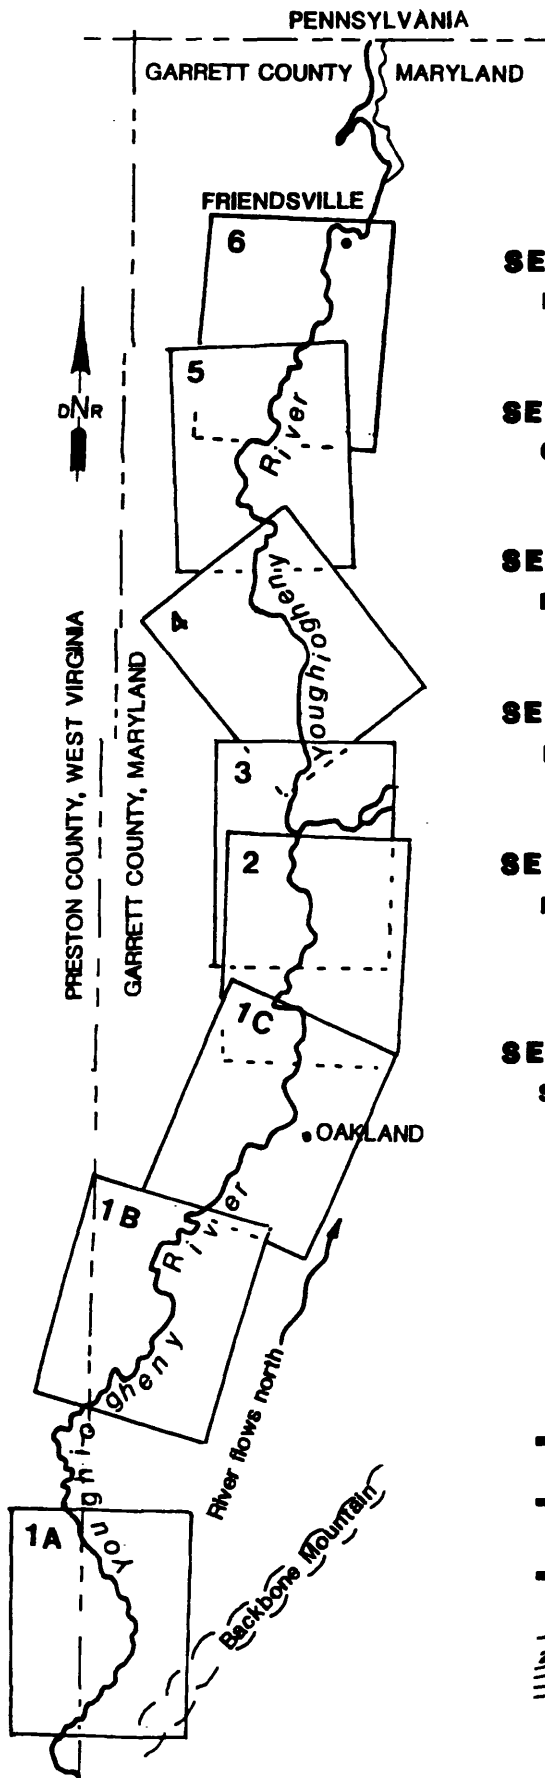 PENNSYLVANIA
GARRETT COUNTY
MARYLAND
FRIENDSVILLE
6
SE
5
DNR
SE
River
SE
4
Youghiogheny
PRESTON COUNTY, WEST VIRGINIA
GARRETT COUNTY, MARYLAND
SE
3
2
SE
1C
SE
S
OAKLAND
1B
River
Youghiogheny
River flows north
1A
Backbone Mountain